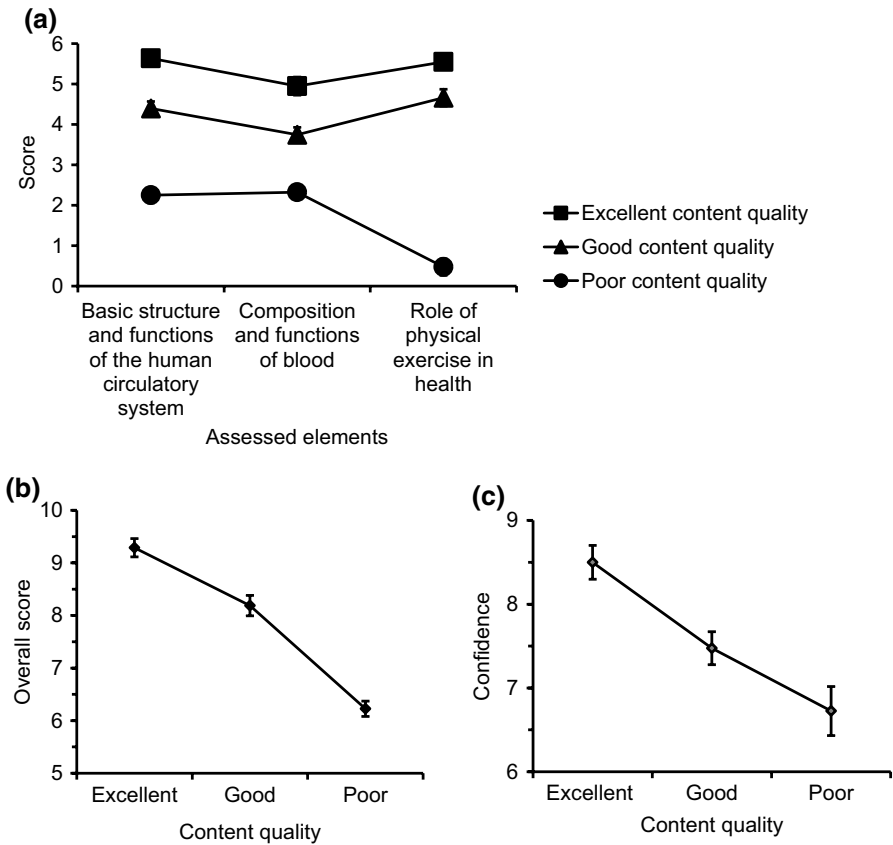 (a)
6
5
4
3
2
1
0
Score
Basic structure
and functions
of the human
circulatory
system
Composition
and functions
of blood
Role of
physical
exercise in
health
Assessed elements
Excellent content quality
Good content quality
Poor content quality
(b)
10
9
8
7
6
5
Overall score
Excellent
Good
Poor
Content quality
(c)
9
8
7
6
Confidence
Excellent
Good
Poor
Content quality